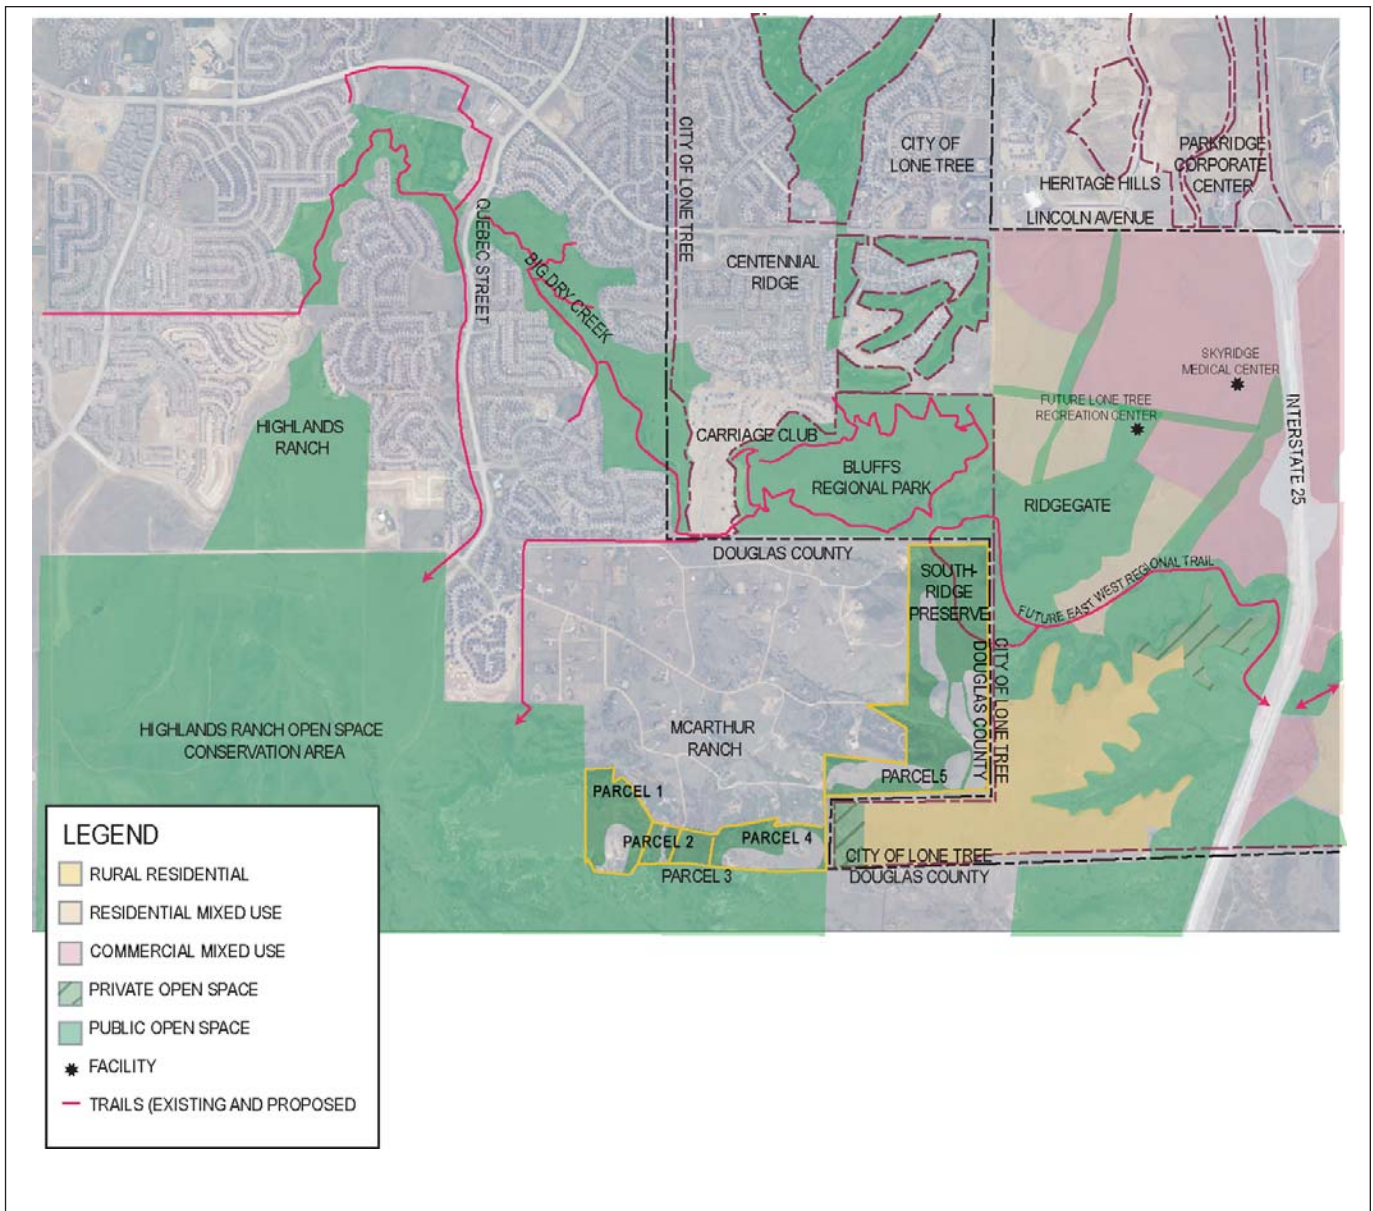 CITY OF LONE TREE
CITY OF
LONE TREE
PARKRIDGE
CORPORATE
CENTER
HERITAGE HILLS
LINCOLN AVENUE
QUEBEC STREET
BIG DRY CREEK
CENTENNIAL
RIDGE
SKYRIDGE
MEDICAL CENTER
FUTURE LONE TREE
RECREATION CENTER
INTERSTATE 25
HIGHLANDS
RANCH
CARRIAGE CLUB
BLUFFS
REGIONAL PARK
RIDGEGATE
DOUGLAS COUNTY
SOUTH-
RIDGE
PRESERVE
FUTURE EAST WEST REGIONAL TRAIL
CITY OF LONE TREE
DOUGLAS COUNTY
HIGHLANDS RANCH OPEN SPACE
CONSERVATION AREA
MCARTHUR
RANCH
PARCEL5
PARCEL 1
PARCEL 2
PARCEL 4
PARCEL 3
CITY OF LONE TREE
DOUGLAS COUNTY
LEGEND
RURAL RESIDENTIAL
RESIDENTIAL MIXED USE
COMMERCIAL MIXED USE
PRIVATE OPEN SPACE
PUBLIC OPEN SPACE
FACILITY
TRAILS (EXISTING AND PROPOSED